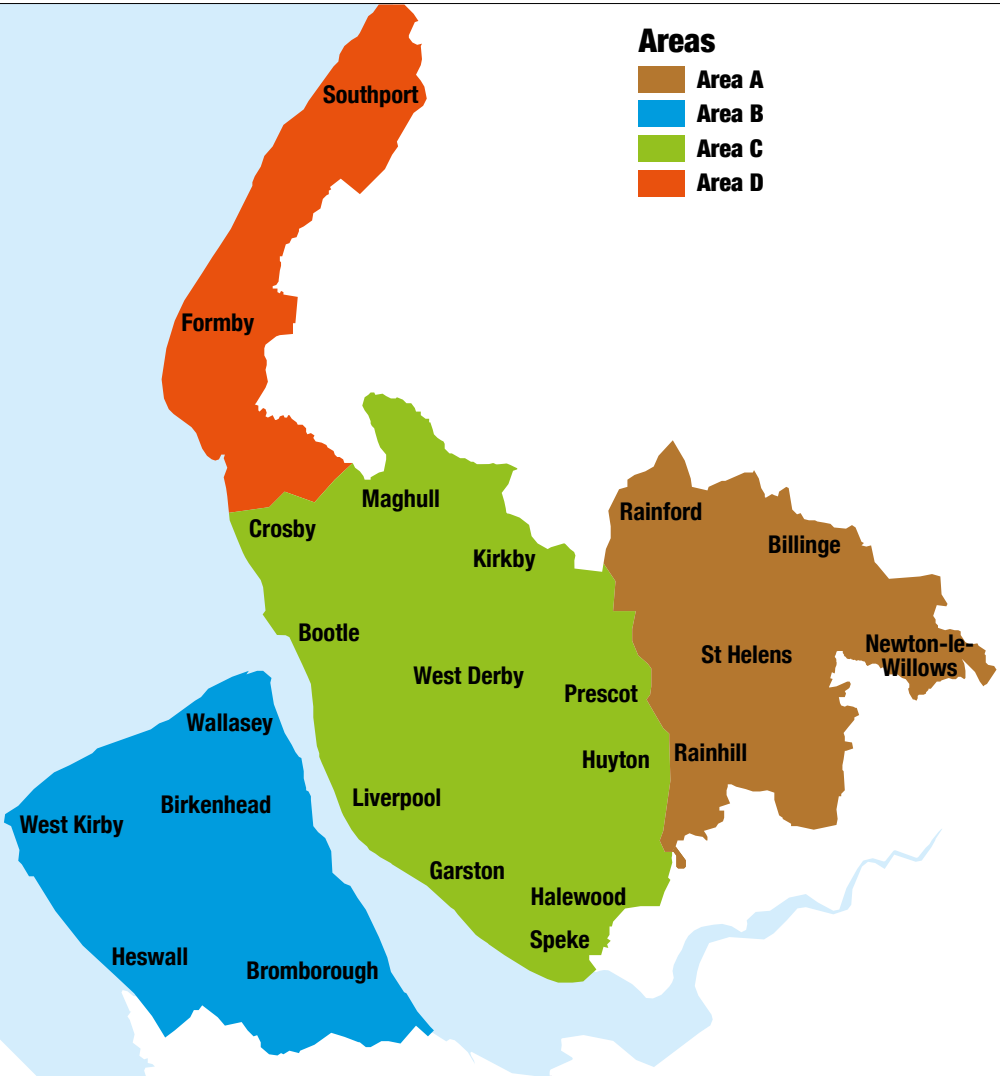 Areas
Area A
Area B
Area C
Area D
Southport
Formby
Maghull
Crosby
Kirkby
Bootle
West Derby
Prescot
Huyton
Liverpool
Garston
Halewood
Speke
Rainford
Billinge
St Helens
Newton-le-
Willows
Rainhill
Wallasey
Birkenhead
West Kirby
Heswall
Bromborough